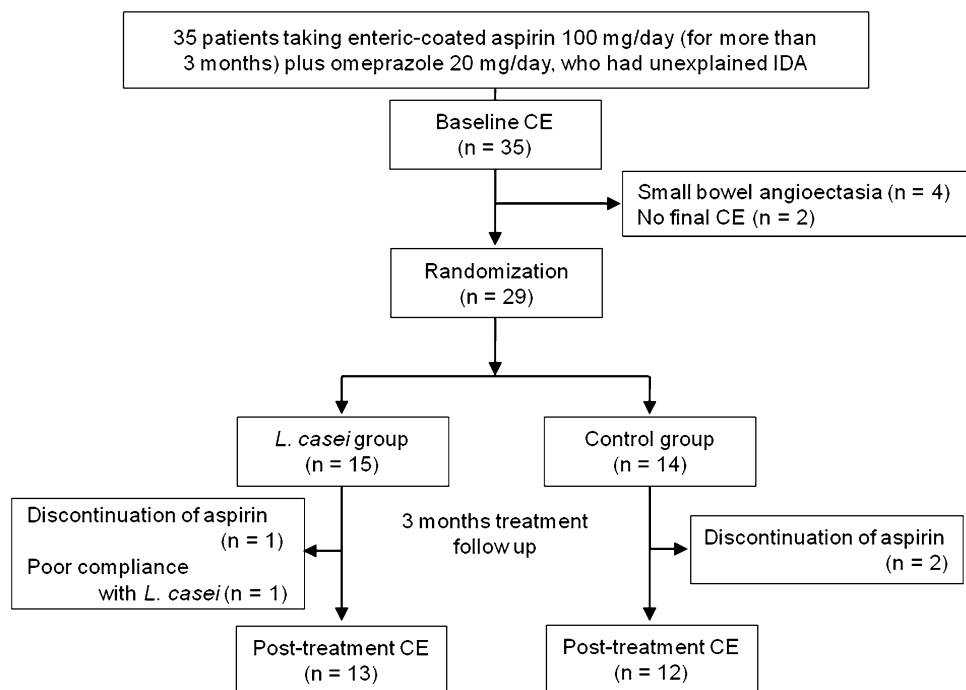 35 patients taking enteric-coated aspirin 100 mg/day (for more than
3 months) plus omeprazole 20 mg/day, who had unexplained IDA
Baseline CE
(n = 35)
Small bowel angioectasia (n = 4)
No final CE (n = 2)
Randomization
(n = 29)
L. casei group
(n = 15)
Control group
(n = 14)
Discontinuation of aspirin
(n = 1)
Poor compliance
with L. casei (n = 1)
3 months treatment
follow up
Discontinuation of aspirin
(n = 2)
Post-treatment CE
(n = 13)
Post-treatment CE
(n = 12)